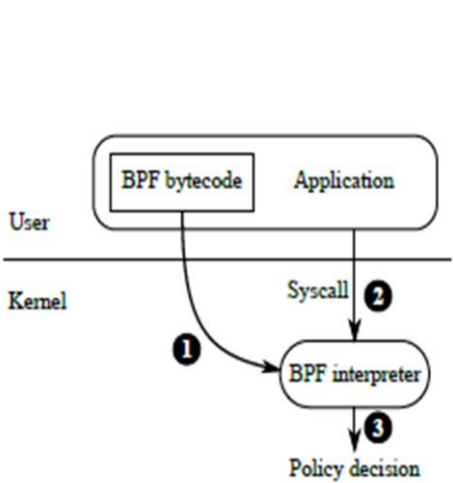 BPF bytecode
Application
User
Kernel
Syscall
2
1
BPF interpreter
3
Policy decision